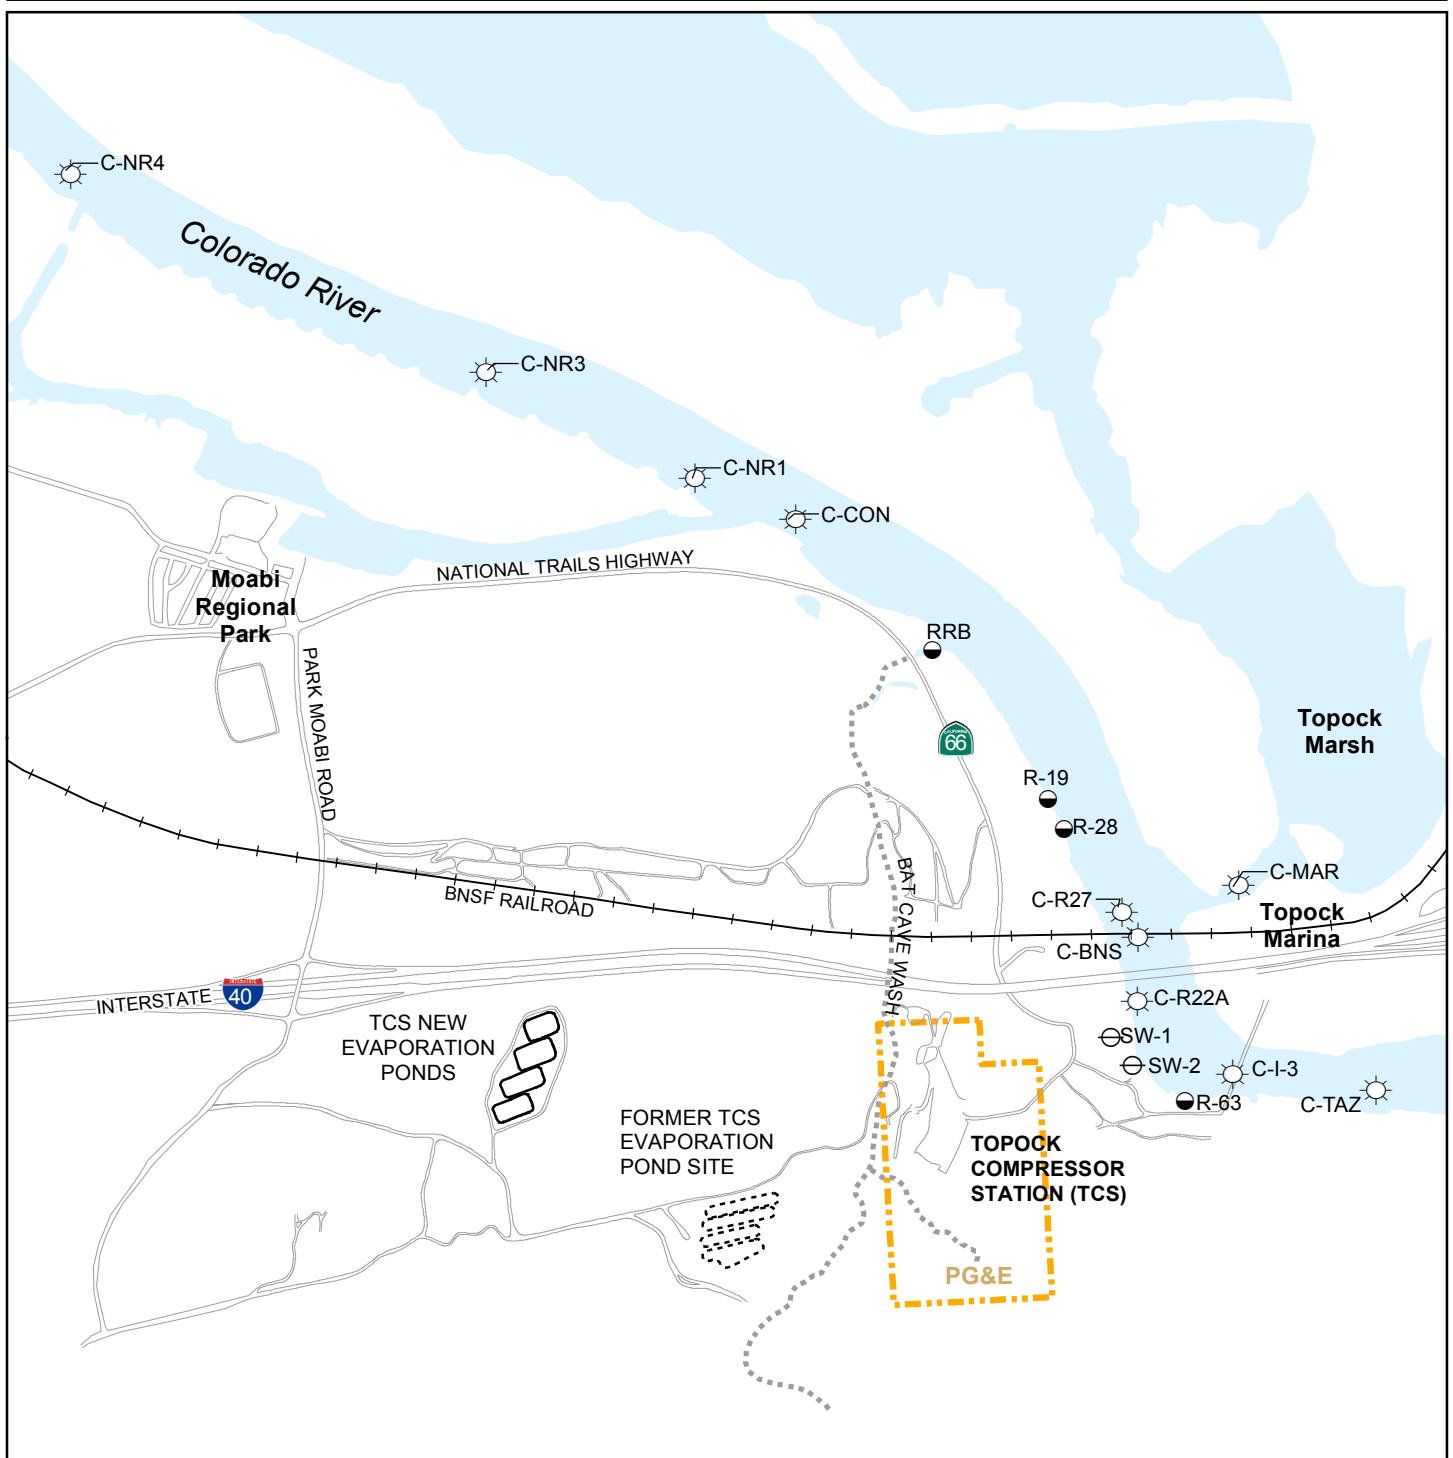 C-NR4
Colorado River
C-NR3
C-NR1
C-CON
NATIONAL TRAILS HIGHWAY
Moabi
Regional
Park
RRB
PARK MOABI ROAD
CALIFORNIA
66
Topock
Marsh
R-19
R-28
C-MAR
C-R27
Topock
Marina
BNSF RAILROAD
BAT CAVE WASH
C-BNS
INTERSTATE
INTERSTATE
40
C-R22A
TCS NEW
EVAPORATION
PONDS
SW-1
SW-2
C-I-3
R-63
C-TAZ
FORMER TCS
EVAPORATION
POND SITE
TOPOCK
COMPRESSOR
STATION (TCS)
PG&E